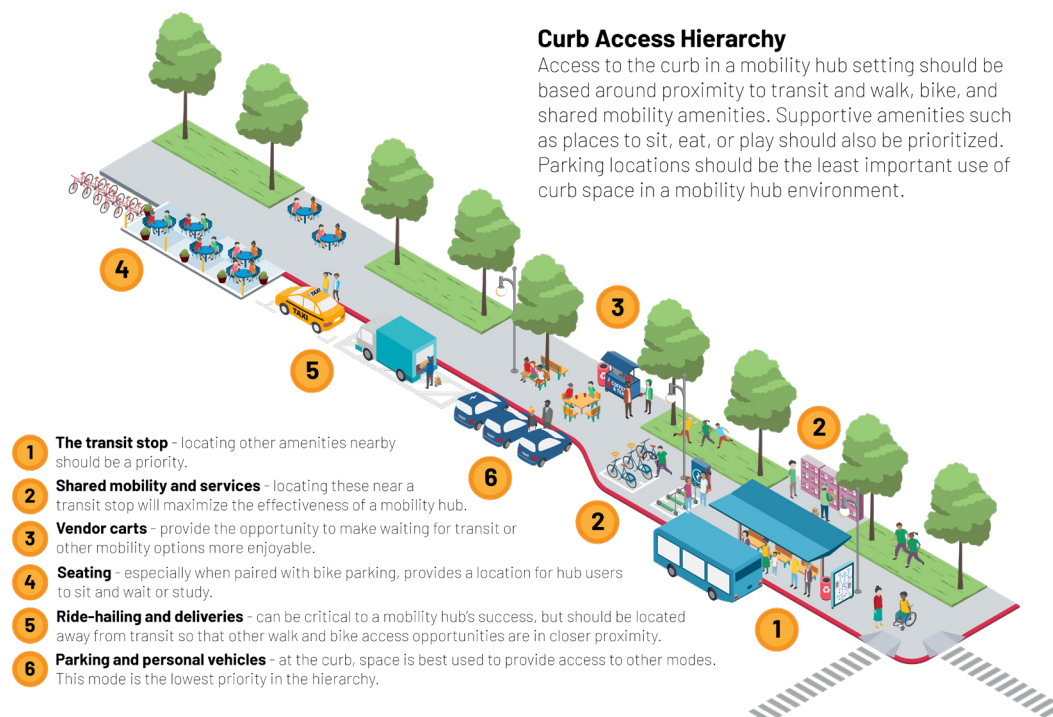 Curb Access Hierarchy
Access to the curb in a mobility hub setting should be
based around proximity to transit and walk, bike, and
shared mobility amenities. Supportive amenities such
as places to sit, eat, or play should also be prioritized.
Parking locations should be the least important use of
curb space in a mobility hub environment.
4
3
TAXI
TAXI
5
2
6
2
1
1
The transit stop - locating other amenities nearby
should be a priority.
2
Shared mobility and services - locating these near a
transit stop will maximize the effectiveness of a mobility hub.
3
Vendor carts - provide the opportunity to make waiting for transit or
other mobility options more enjoyable.
4
Seating - especially when paired with bike parking, provides a location for hub users
to sit and wait or study.
5
Ride-hailing and deliveries - can be critical to a mobility hub's success, but should be located
away from transit so that other walk and bike access opportunities are in closer proximity.
6
Parking and personal vehicles - at the curb, space is best used to provide access to other modes.
This mode is the lowest priority in the hierarchy.